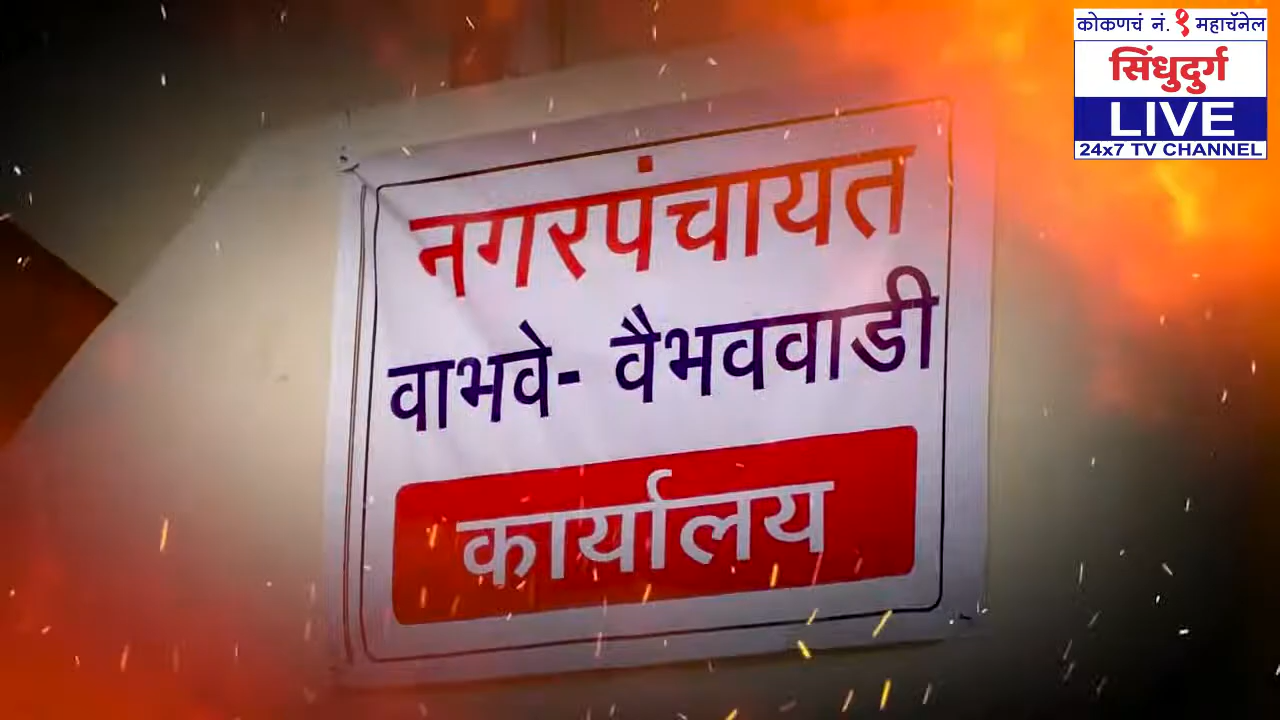 कोकणचं नं. १ महाचॅनेल
सिंधुदुर्ग
LIVE
24x7 TV CHANNEL
नगरपंचायत
वाभवे- वैभववाडी
कार्यालय